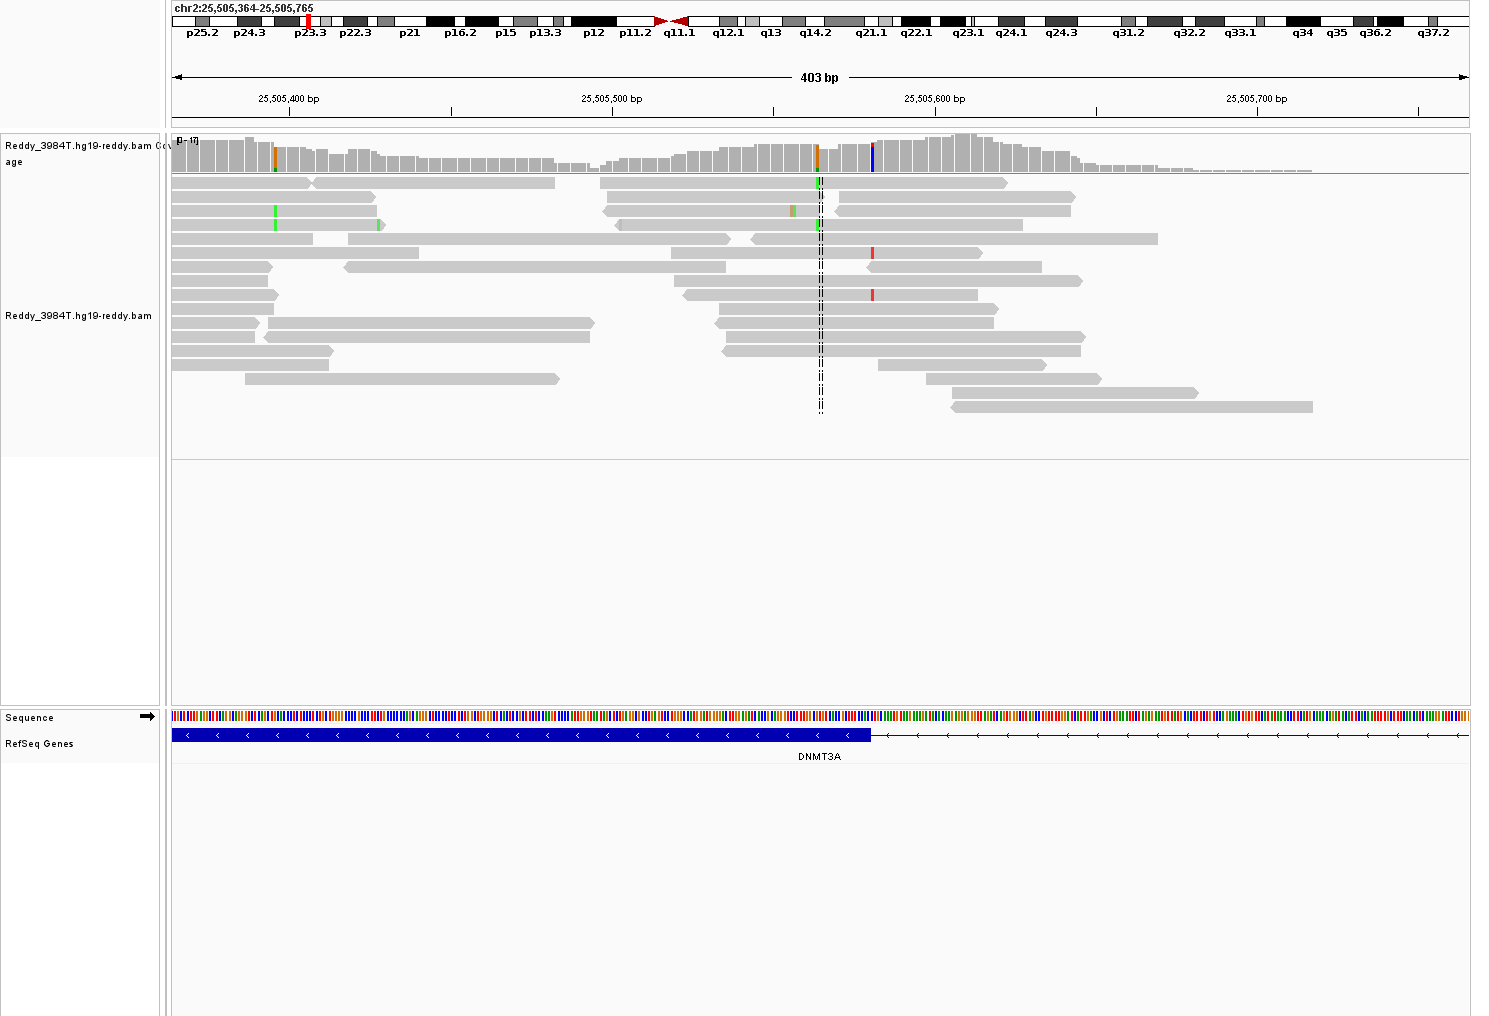 chr2:25,505,364-25,505,765
p25.2 p24.3 p23.3 p22.3 p21 p16.2 p15 p13.3 p12 p11.2 q11.1 q12.1 q13 q14.2 q21.1 q22.1 q23.1 q24.1 q24.3 q31.2 q32.2 q33.1 q34 q35 q36.2 q37.2
403 bp
25,505,400 bp 25,505,500 bp 25,505,600 bp 25,505,700 bp
[0 - 17]
Reddy_3984T.hg19-reddy.bam Cov
age
Reddy_3984T.hg19-reddy.bam
Sequence
RefSeq Genes
DNMT3A